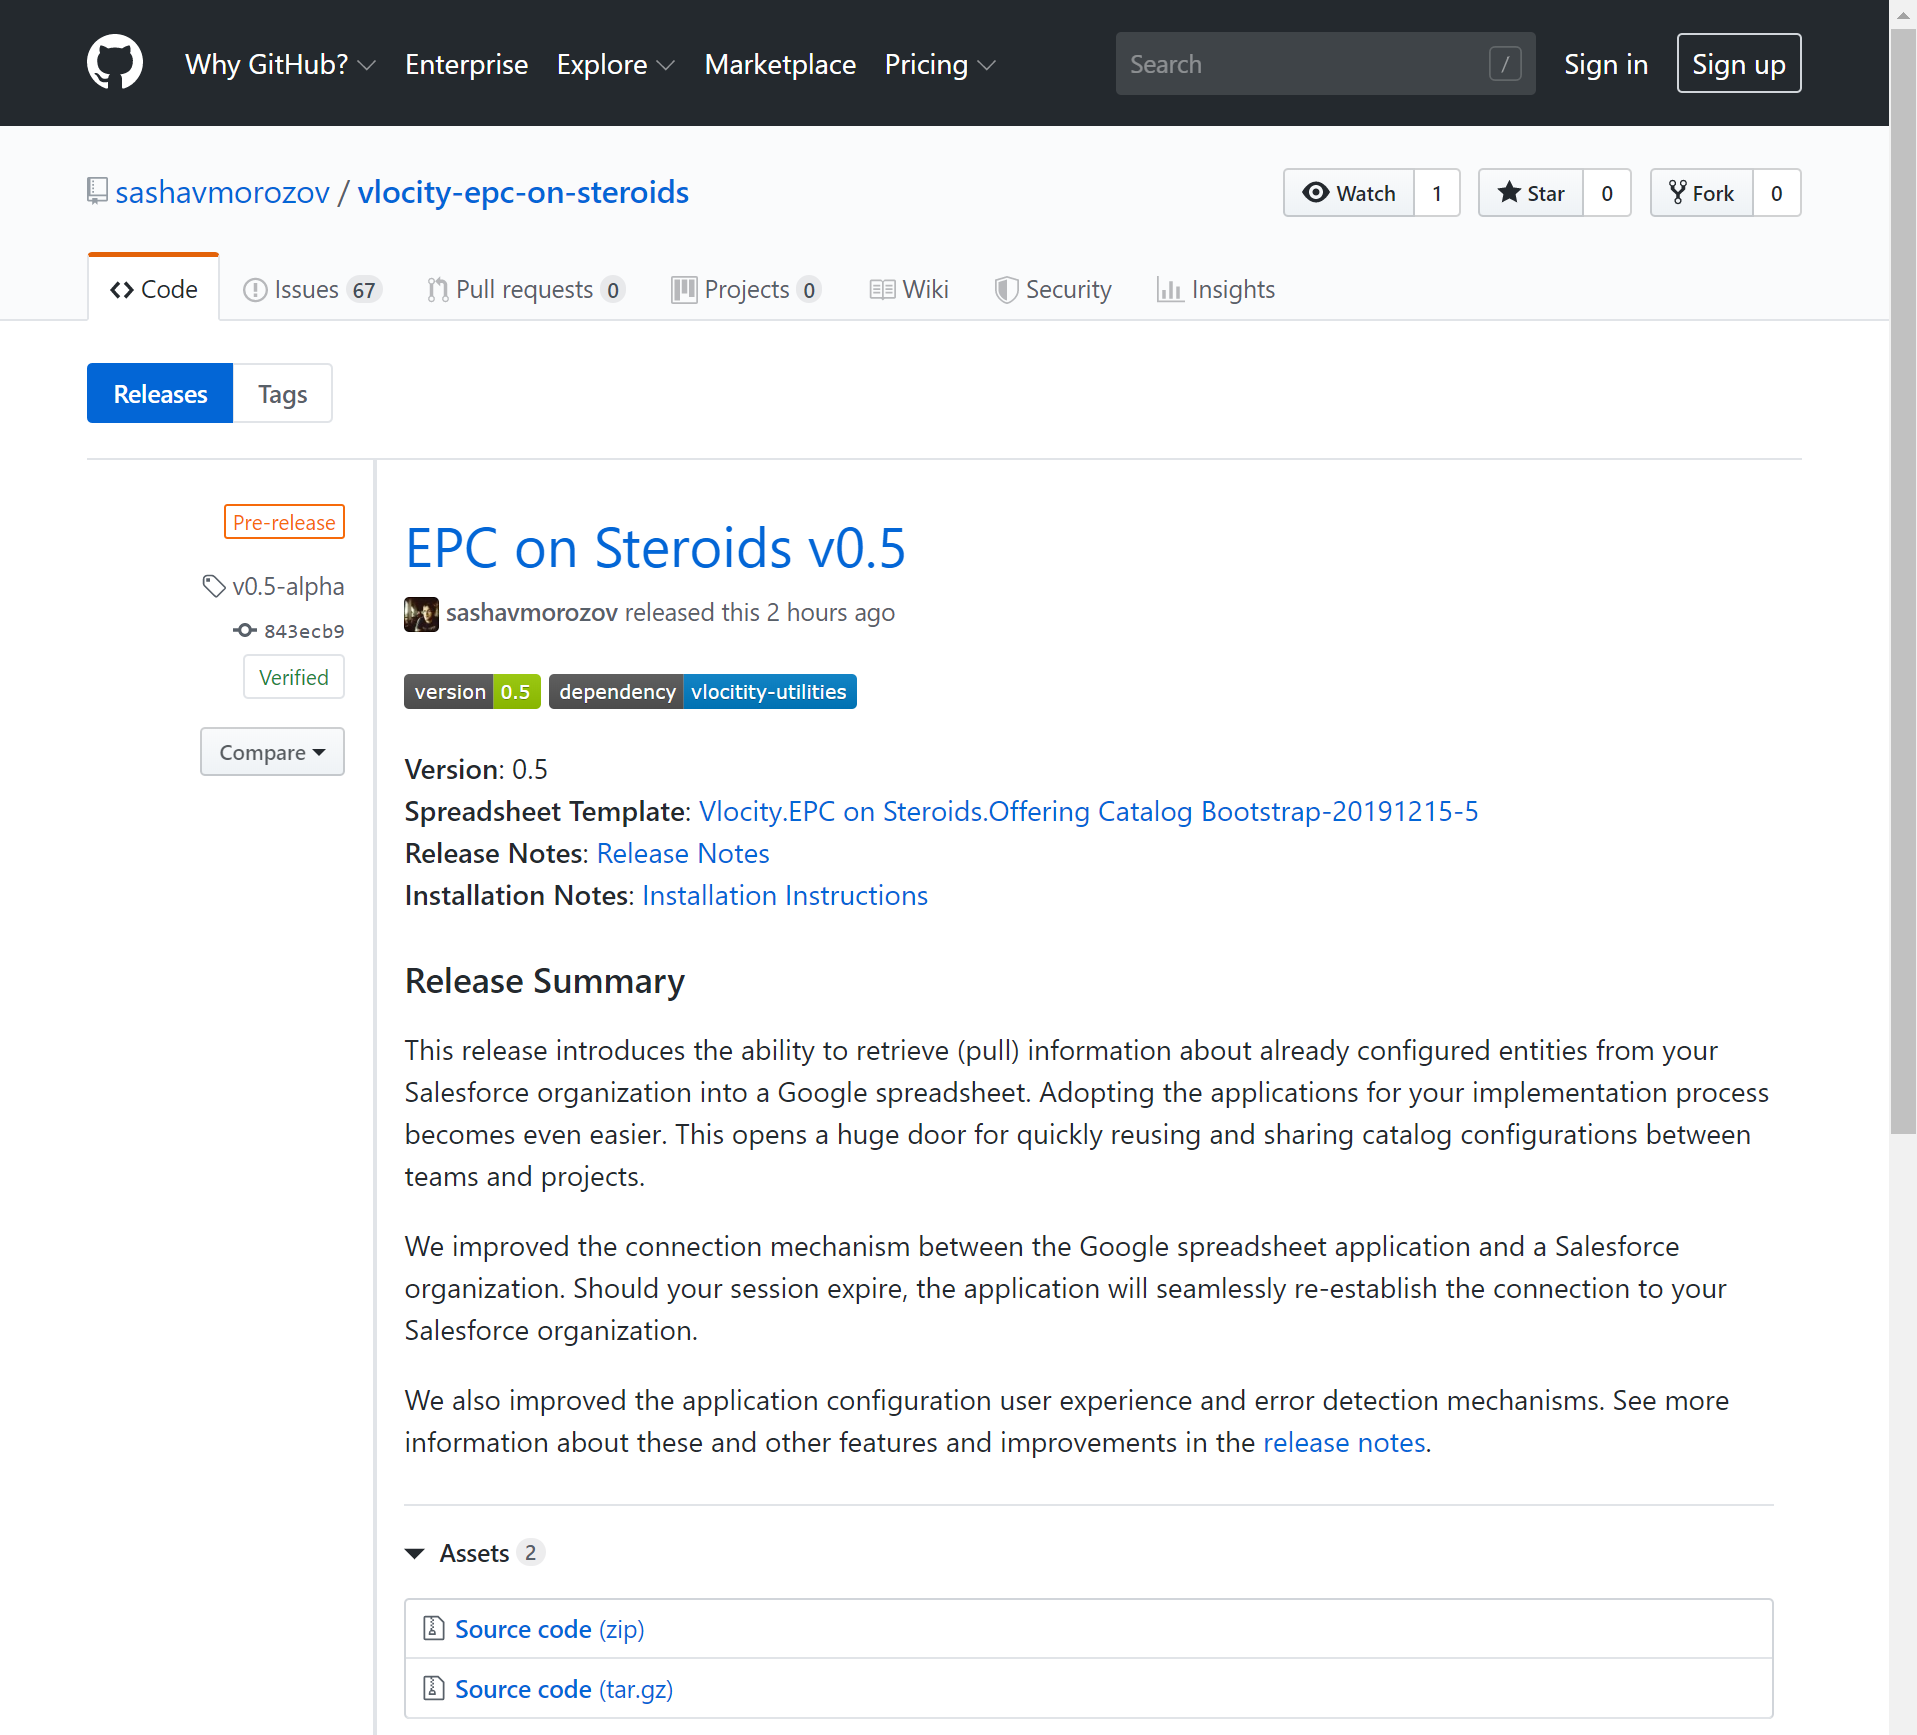 Why GitHub? Enterprise Explore Marketplace Pricing Search / Sign in Sign up
sashavmorozov / vlocity-epc-on-steroids Watch 1 Star 0 Fork 0
Code Issues 67 Pull requests 0 Projects 0 Wiki Security Insights
Releases Tags
Pre-release
v0.5-alpha
843ecb9
Verified
Compare
EPC on Steroids v0.5
sashavmorozov released this 2 hours ago
version 0.5 dependency vlocitity-utilities
Version: 0.5
Spreadsheet Template: Vlocity.EPC on Steroids.Offering Catalog Bootstrap-20191215-5
Release Notes: Release Notes
Installation Notes: Installation Instructions
Release Summary
This release introduces the ability to retrieve (pull) information about already configured entities from your
Salesforce organization into a Google spreadsheet. Adopting the applications for your implementation process
becomes even easier. This opens a huge door for quickly reusing and sharing catalog configurations between
teams and projects.
We improved the connection mechanism between the Google spreadsheet application and a Salesforce
organization. Should your session expire, the application will seamlessly re-establish the connection to your
Salesforce organization.
We also improved the application configuration user experience and error detection mechanisms. See more
information about these and other features and improvements in the release notes.
Assets 2
Source code (zip)
Source code (tar.gz)